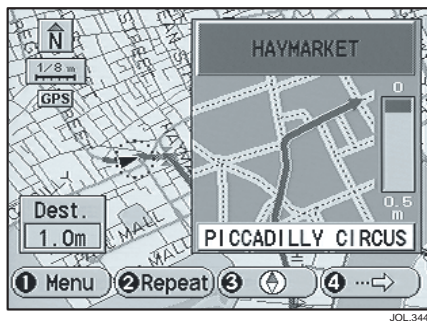 N
HAYMARKET
1/8 m
GPS
0
0.5
m
Dest.
1.0m
PALL MALL
PICCADILLY CIRCUS
1 Menu
2 Repeat
3
4
JOL.344